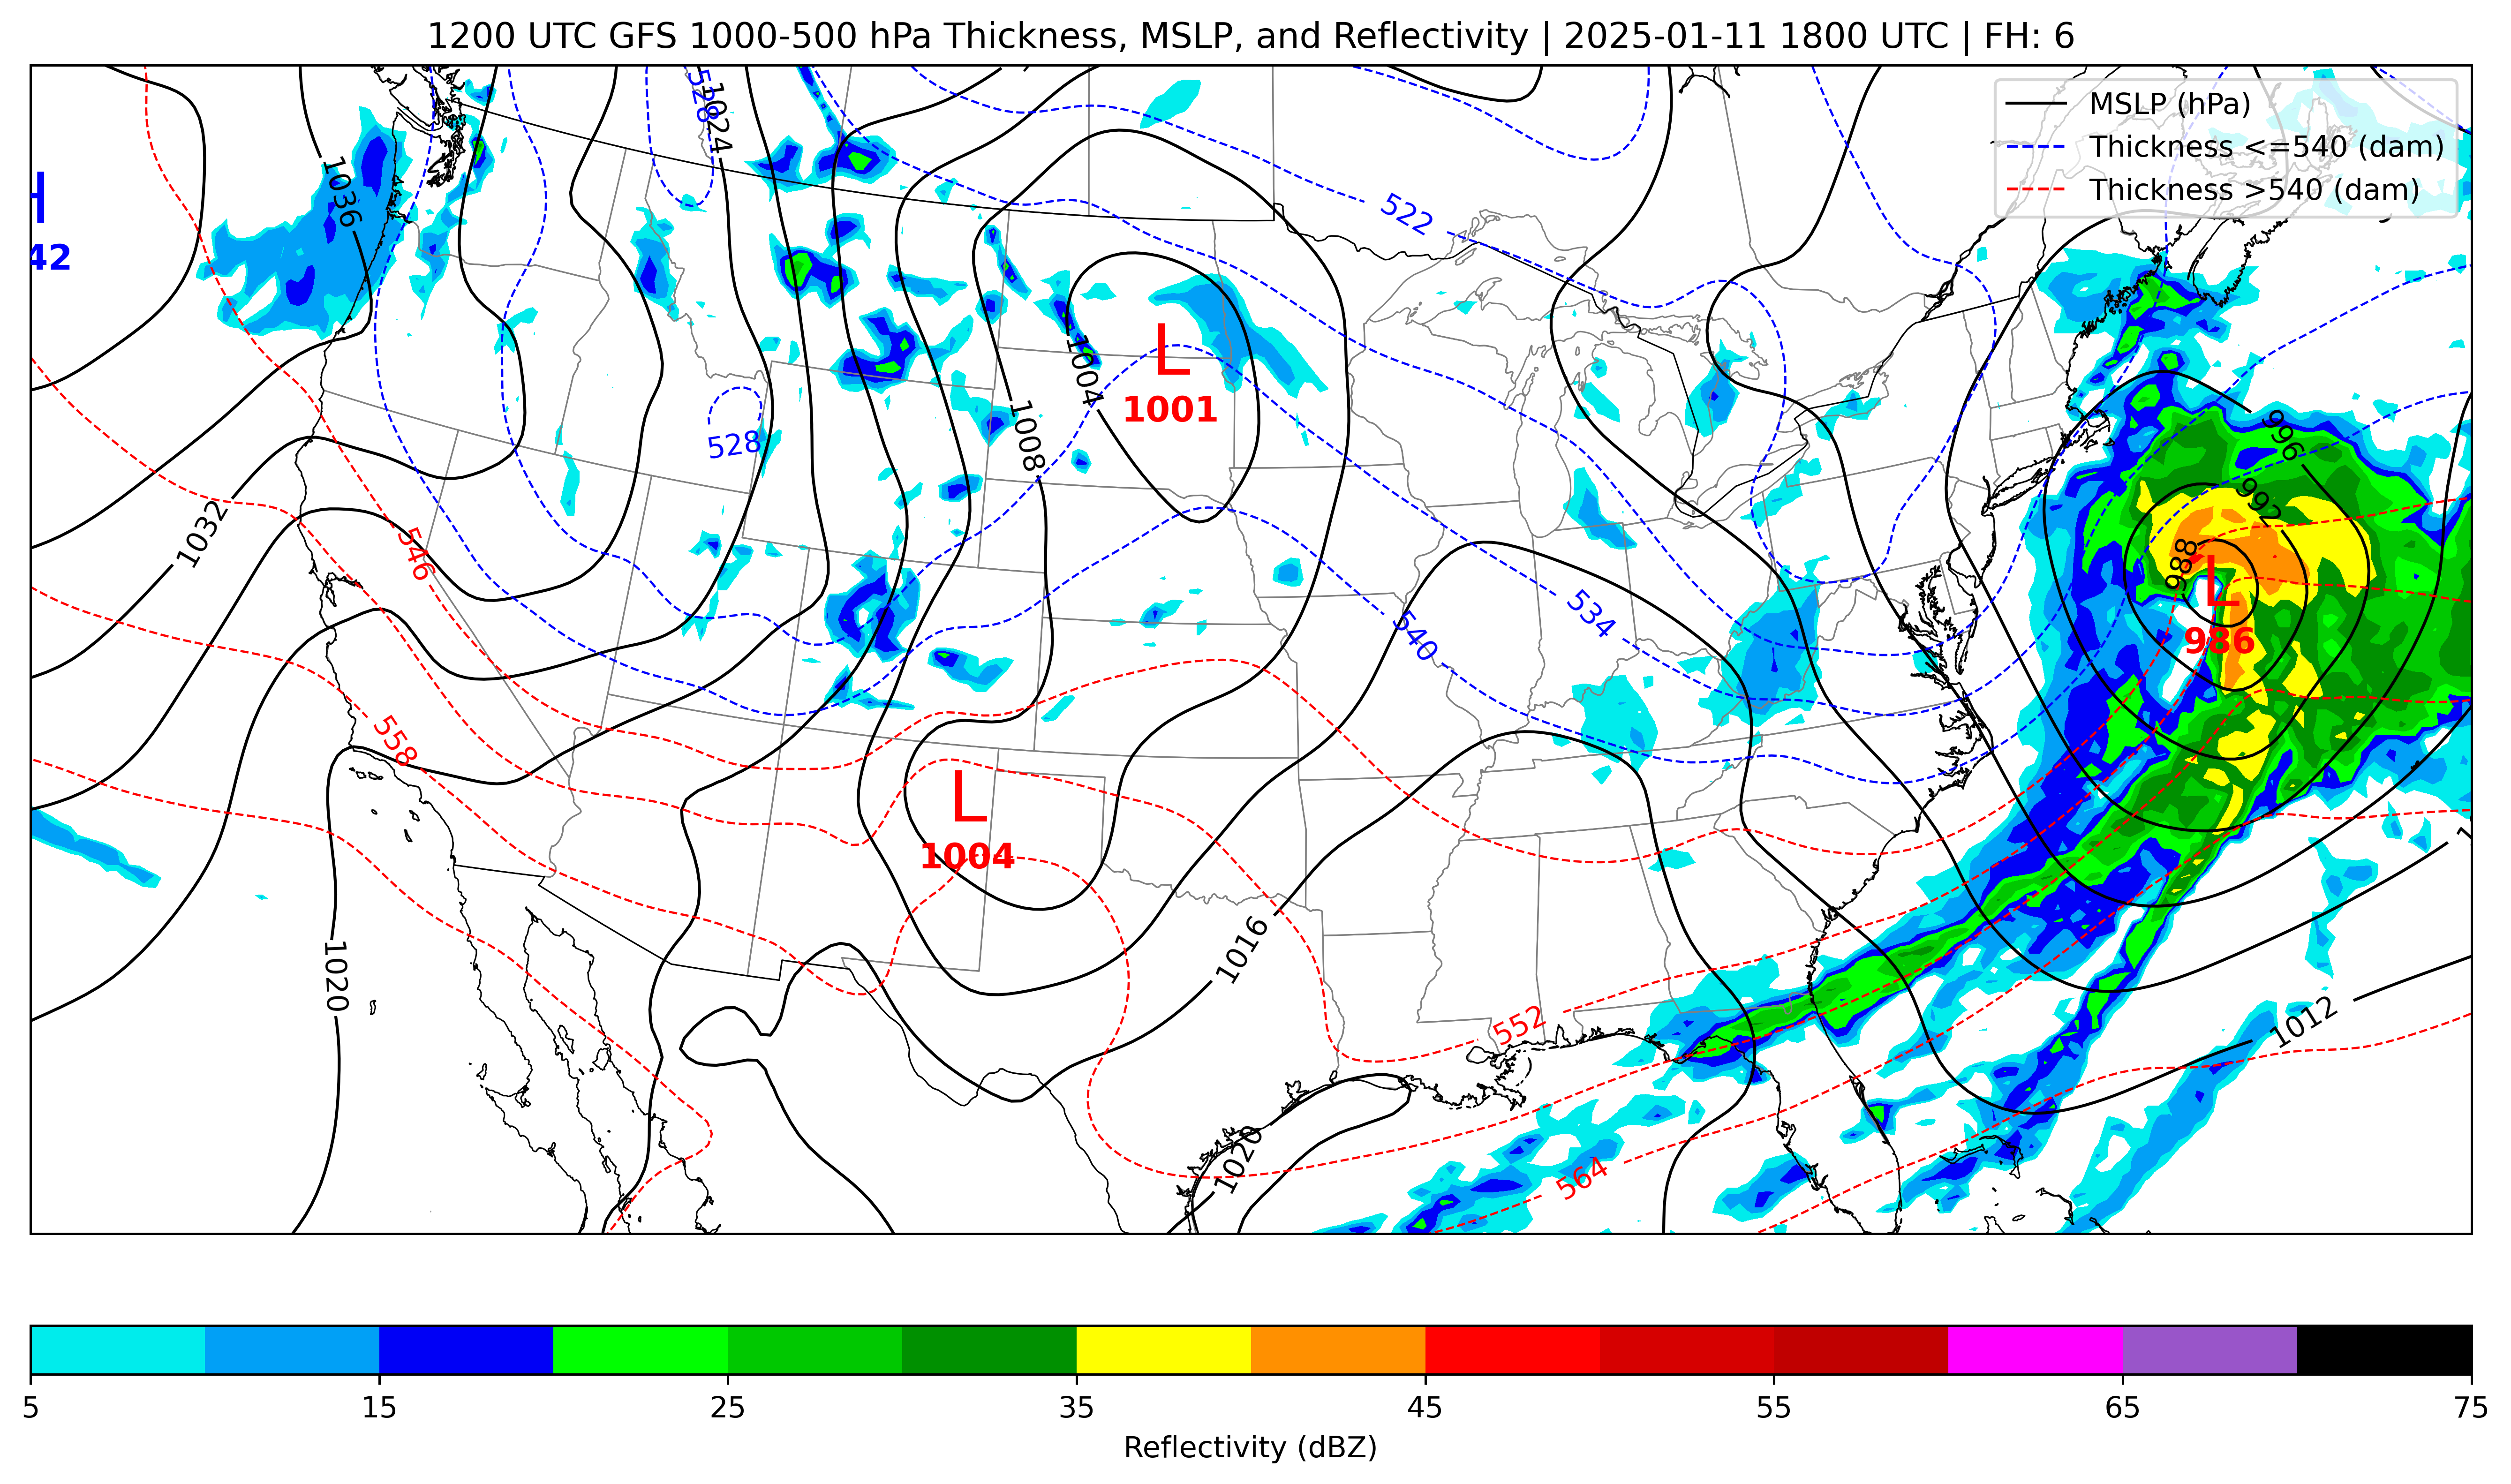 1200 UTC GFS 1000-500 hPa Thickness, MSLP, and Reflectivity | 2025-01-11 1800 UTC | FH: 6
MSLP (hPa)
Thickness <=540 (dam)
Thickness >540 (dam)
528
1024
1036
522
42
L
1001
1004
1008
528
996
992
988
L
986
1032
546
534
540
558
L
1004
1016
1020
552
1012
1020
564
5 15 25 35 45 55 65 75
Reflectivity (dBZ)